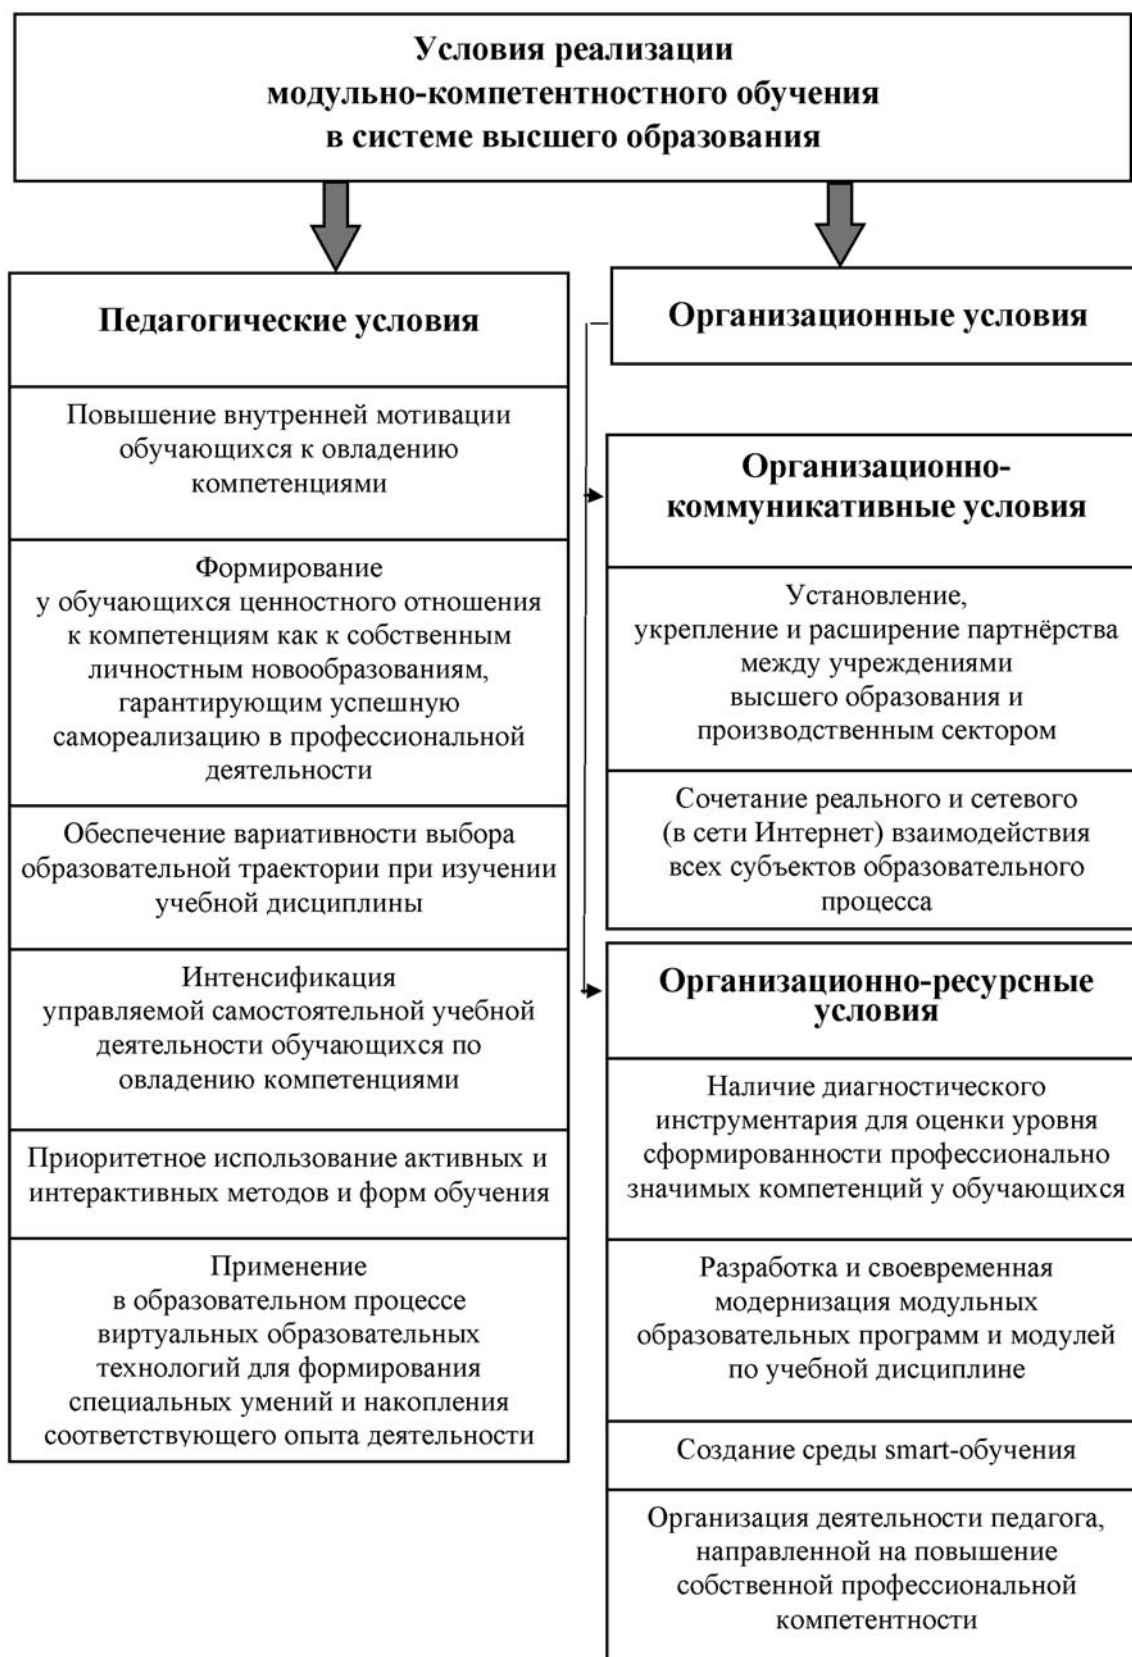 Условия реализации
модульно-компетентностного обучения
в системе высшего образования
Педагогические условия
Повышение внутренней мотивации
обучающихся к овладению
компетенциями
Формирование
у обучающихся ценностного отношения
к компетенциям как к собственным
личностным новообразованиям,
гарантирующим успешную
самореализацию в профессиональной
деятельности
Обеспечение вариативности выбора
образовательной траектории при изучении
учебной дисциплины
Интенсификация
управляемой самостоятельной учебной
деятельности обучающихся по
овладению компетенциями
Приоритетное использование активных и
интерактивных методов и форм обучения
Применение
в образовательном процессе
виртуальных образовательных
технологий для формирования
специальных умений и накопления
соответствующего опыта деятельности
Организационные условия
Организационно-
коммуникативные условия
Установление,
укрепление и расширение партнёрства
между учреждениями
высшего образования и
производственным сектором
Сочетание реального и сетевого
(в сети Интернет) взаимодействия
всех субъектов образовательного
процесса
Организационно-ресурсные
условия
Наличие диагностического
инструментария для оценки уровня
сформированности профессионально
значимых компетенций у обучающихся
Разработка и своевременная
модернизация модульных
образовательных программ и модулей
по учебной дисциплине
Создание среды smart-обучения
Организация деятельности педагога,
направленной на повышение
собственной профессиональной
компетентности